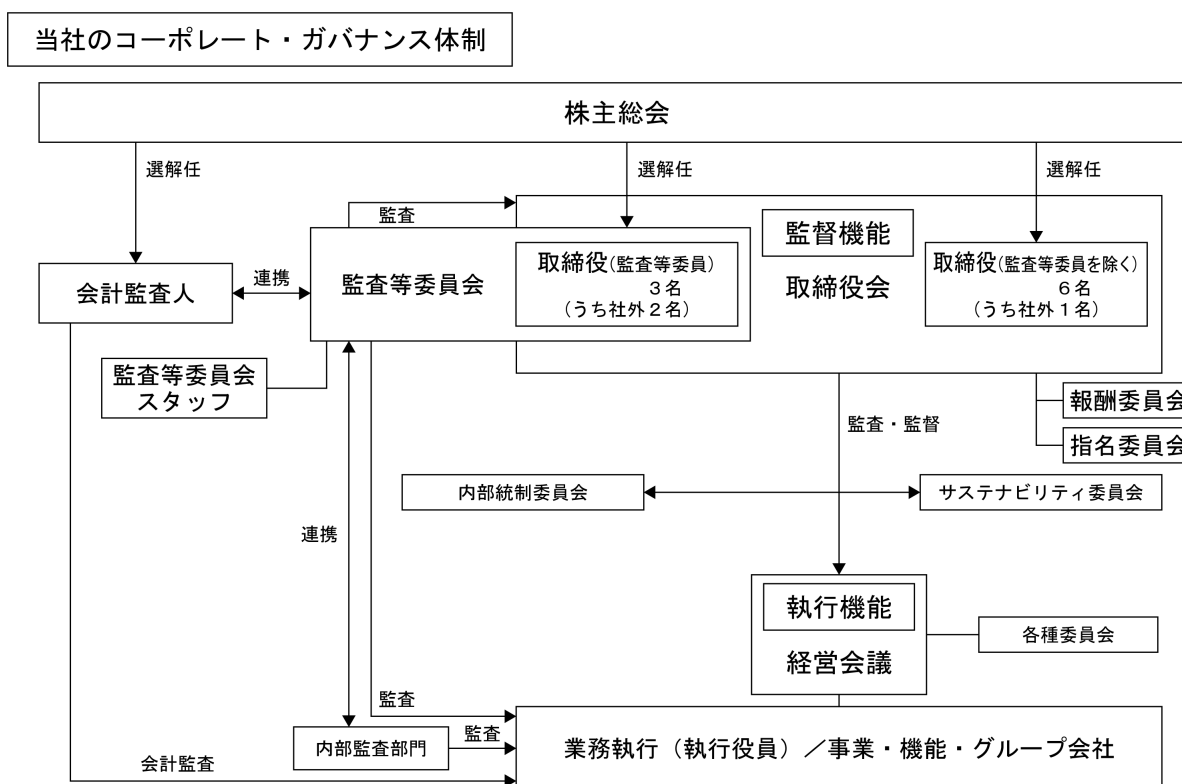 当社のコーポレート・ガバナンス体制
株主総会
選解任
選解任
選解任
監査
監督機能
取締役会
監査等委員会
取締役(監査等委員)
3名
(うち社外2名)
取締役(監査等委員を除く)
6名
(うち社外1名)
会計監査人
連携
監査等委員会
スタッフ
報酬委員会
指名委員会
監査・監督
内部統制委員会
サステナビリティ委員会
連携
執行機能
経営会議
各種委員会
監査
内部監査部門
監査
業務執行(執行役員)/事業・機能・グループ会社
会計監査